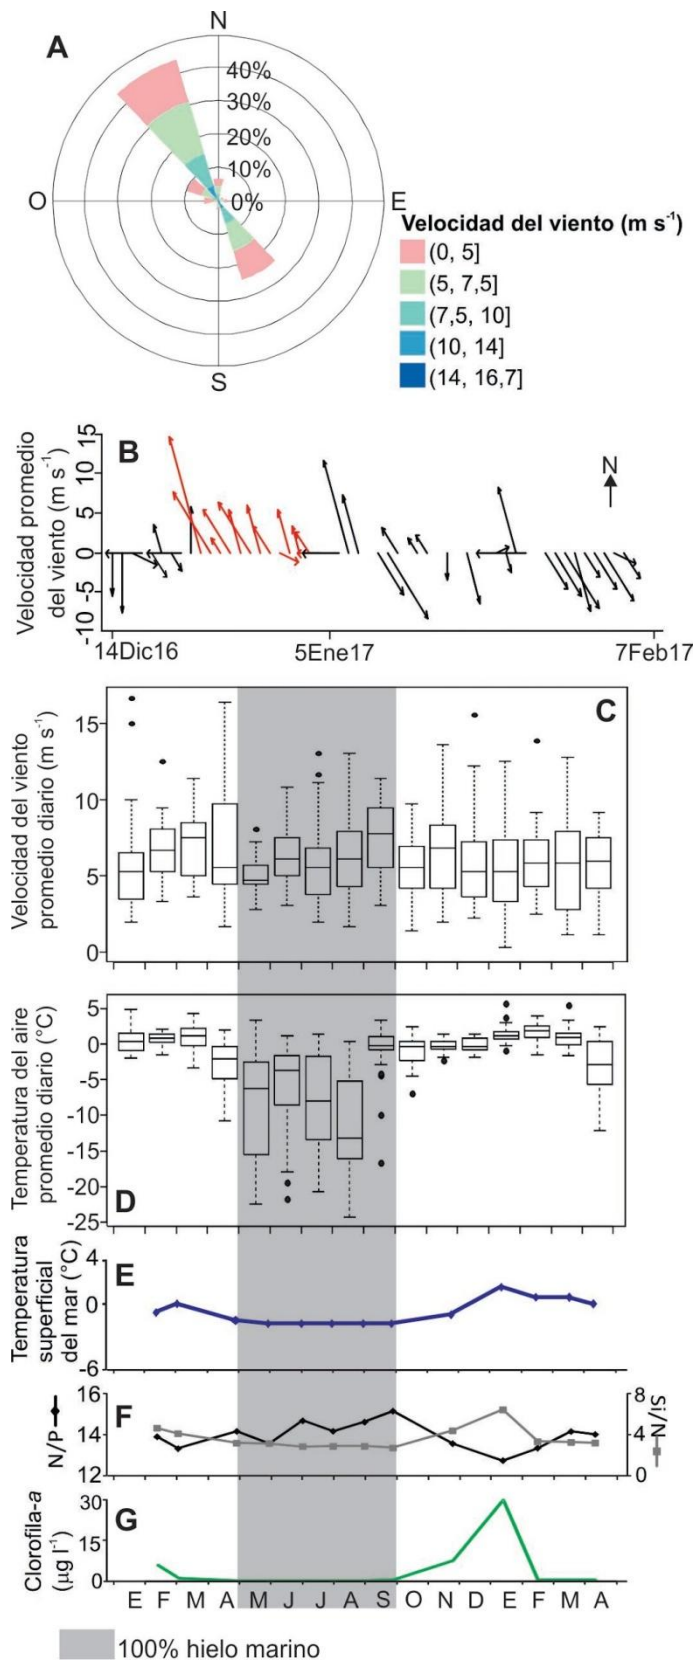 A
N
40%
30%
20%
10%
0%
O
E
S
Velocidad del viento (m s⁻¹)
(0, 5]
(5, 7,5]
(7,5, 10]
(10, 14]
(14, 16,7]
B
Velocidad promedio
del viento (m s⁻¹)
15
10
5
0
-5
-10
N
14Dic16
5Ene17
7Feb17
C
Velocidad del viento
promedio diario (m s⁻¹)
15
10
5
0
D
Temperatura del aire
promedio diario (°C)
5
0
-5
-10
-15
-20
-25
E
Temperatura
superficial
del mar (°C)
4
0
-6
F
N/P
16
14
12
Si/N
8
4
0
G
Clorofila-a
(µg l⁻¹)
30
15
0
E F M A M J J A S O N D E F M A
100% hielo marino